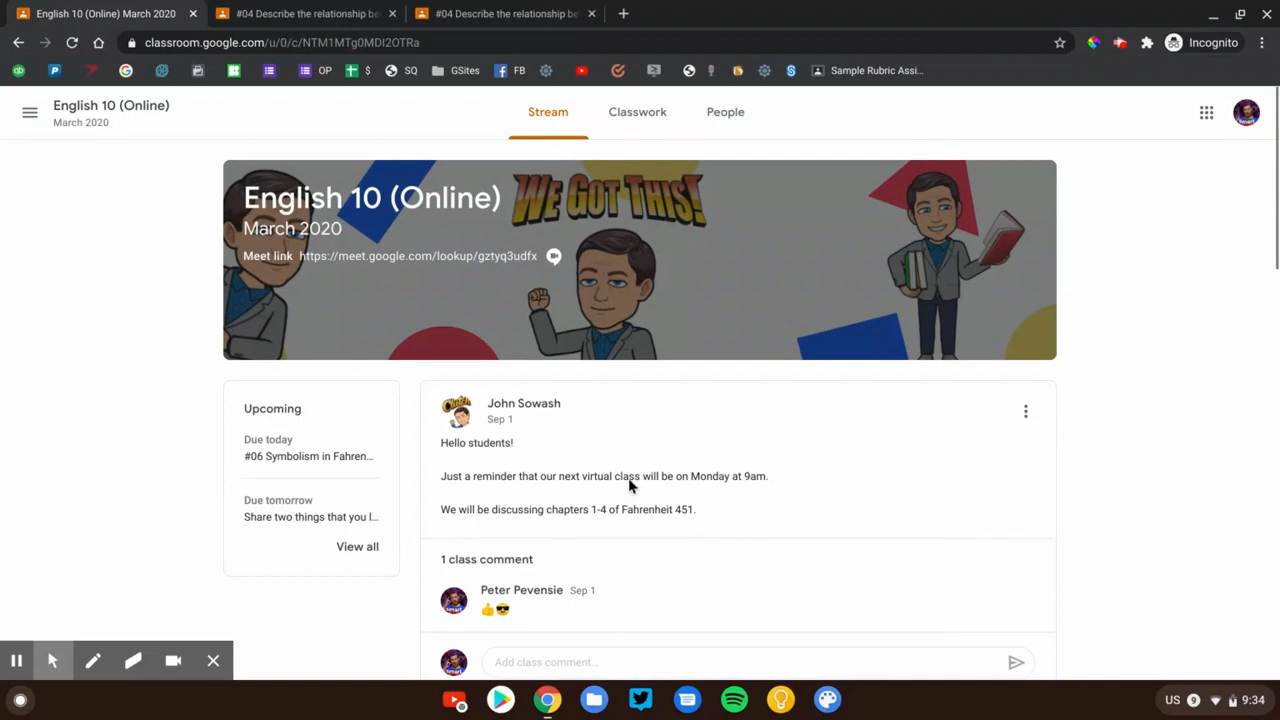 English 10 (Online) March 2020
#04 Describe the relationship be
#04 Describe the relationship be
classroom.google.com/u/0/c/NTM1MTg0MDI2OTRa
Incognito
OP
$
SQ
GSites
FB
Sample Rubric Assi...
English 10 (Online)
March 2020
Stream
Classwork
People
English 10 (Online)
WE GOT THIS!
March 2020
Meet link https://meet.google.com/lookup/gztyq3udfx
Upcoming
Due today
#06 Symbolism in Fahren...
Due tomorrow
Share two things that you l...
View all
Clutch
John Sowash
Sep 1
Hello students!
Just a reminder that our next virtual class will be on Monday at 9am.
We will be discussing chapters 1-4 of Fahrenheit 451.
1 class comment
Peter Pevensie Sep 1
👍😎
Add class comment...
US 9 9:34